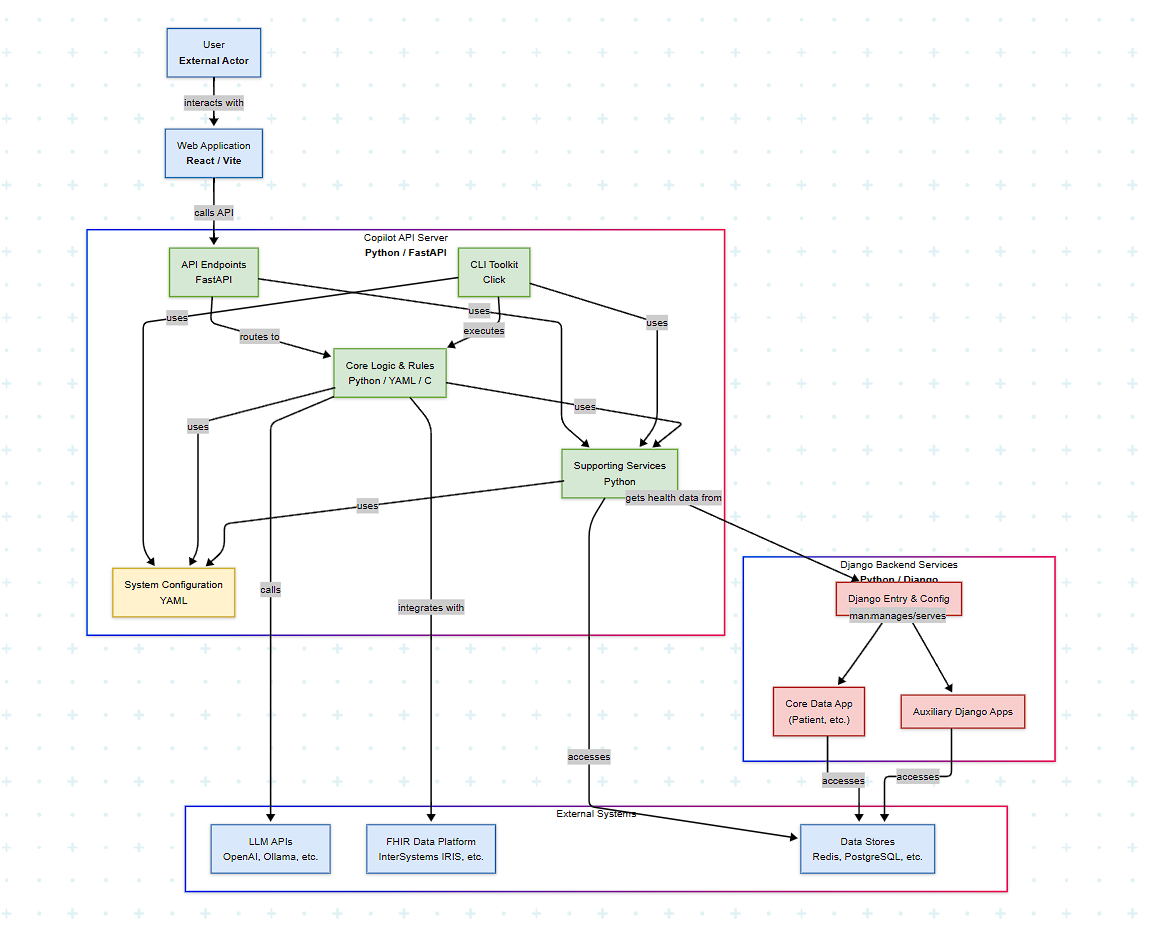 User
External Actor
interacts with
Web Application
React / Vite
calls API
Copilot API Server
Python / FastAPI
API Endpoints
FastAPI
CLI Toolkit
Click
uses
uses
uses
executes
routes to
Core Logic & Rules
Python / YAML / C
uses
uses
Supporting Services
Python
gets health data from
uses
System Configuration
YAML
calls
integrates with
Django Backend Services
Python / Django
Django Entry & Config
manages/serves
Core Data App
(Patient, etc.)
Auxiliary Django Apps
accesses
accesses
accesses
External Systems
LLM APIs
OpenAI, Ollama, etc.
FHIR Data Platform
InterSystems IRIS, etc.
Data Stores
Redis, PostgreSQL, etc.